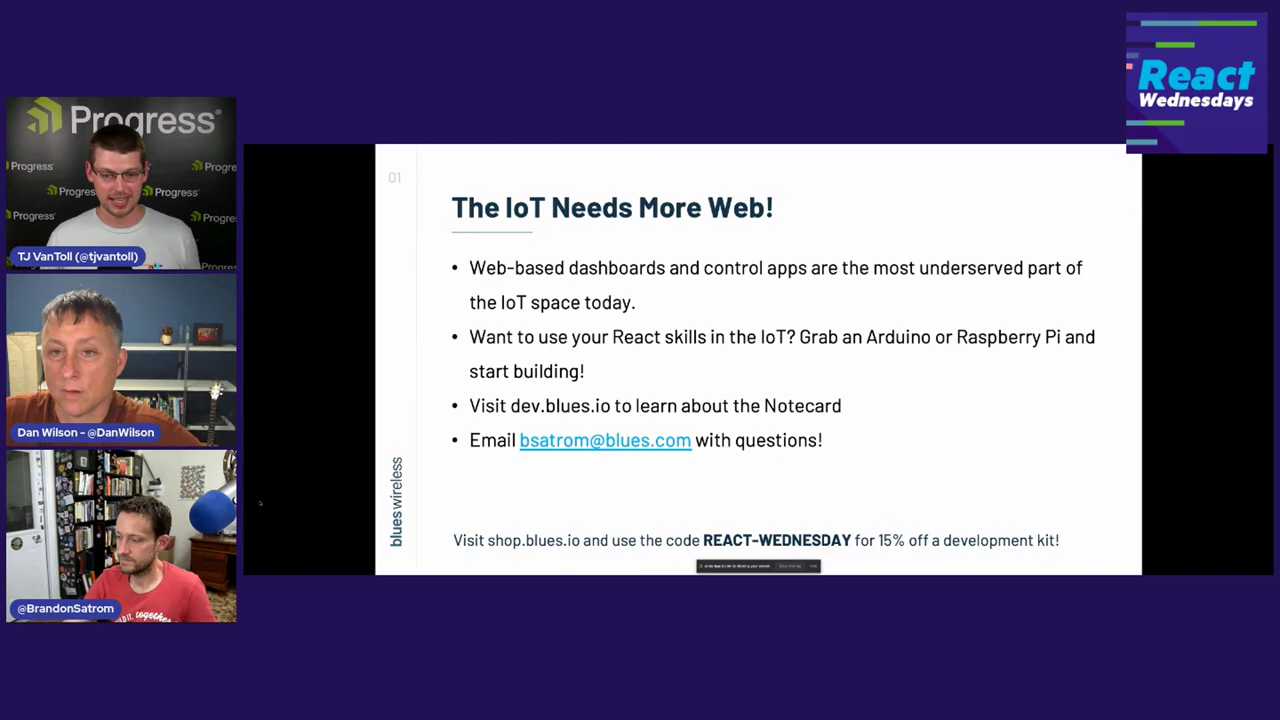 React
Wednesdays
Progress
Progress
Progress
Progress
Progress
Progress
Progress
TJ VanToll (@tjvantoll)
Dan Wilson - @DanWilson
@BrandonSatrom
together
01
The IoT Needs More Web!
• Web-based dashboards and control apps are the most underserved part of
the IoT space today.
• Want to use your React skills in the IoT? Grab an Arduino or Raspberry Pi and
start building!
• Visit dev.blues.io to learn about the Notecard
• Email bsatrom@blues.com with questions!
blues wireless
Visit shop.blues.io and use the code REACT-WEDNESDAY for 15% off a development kit!